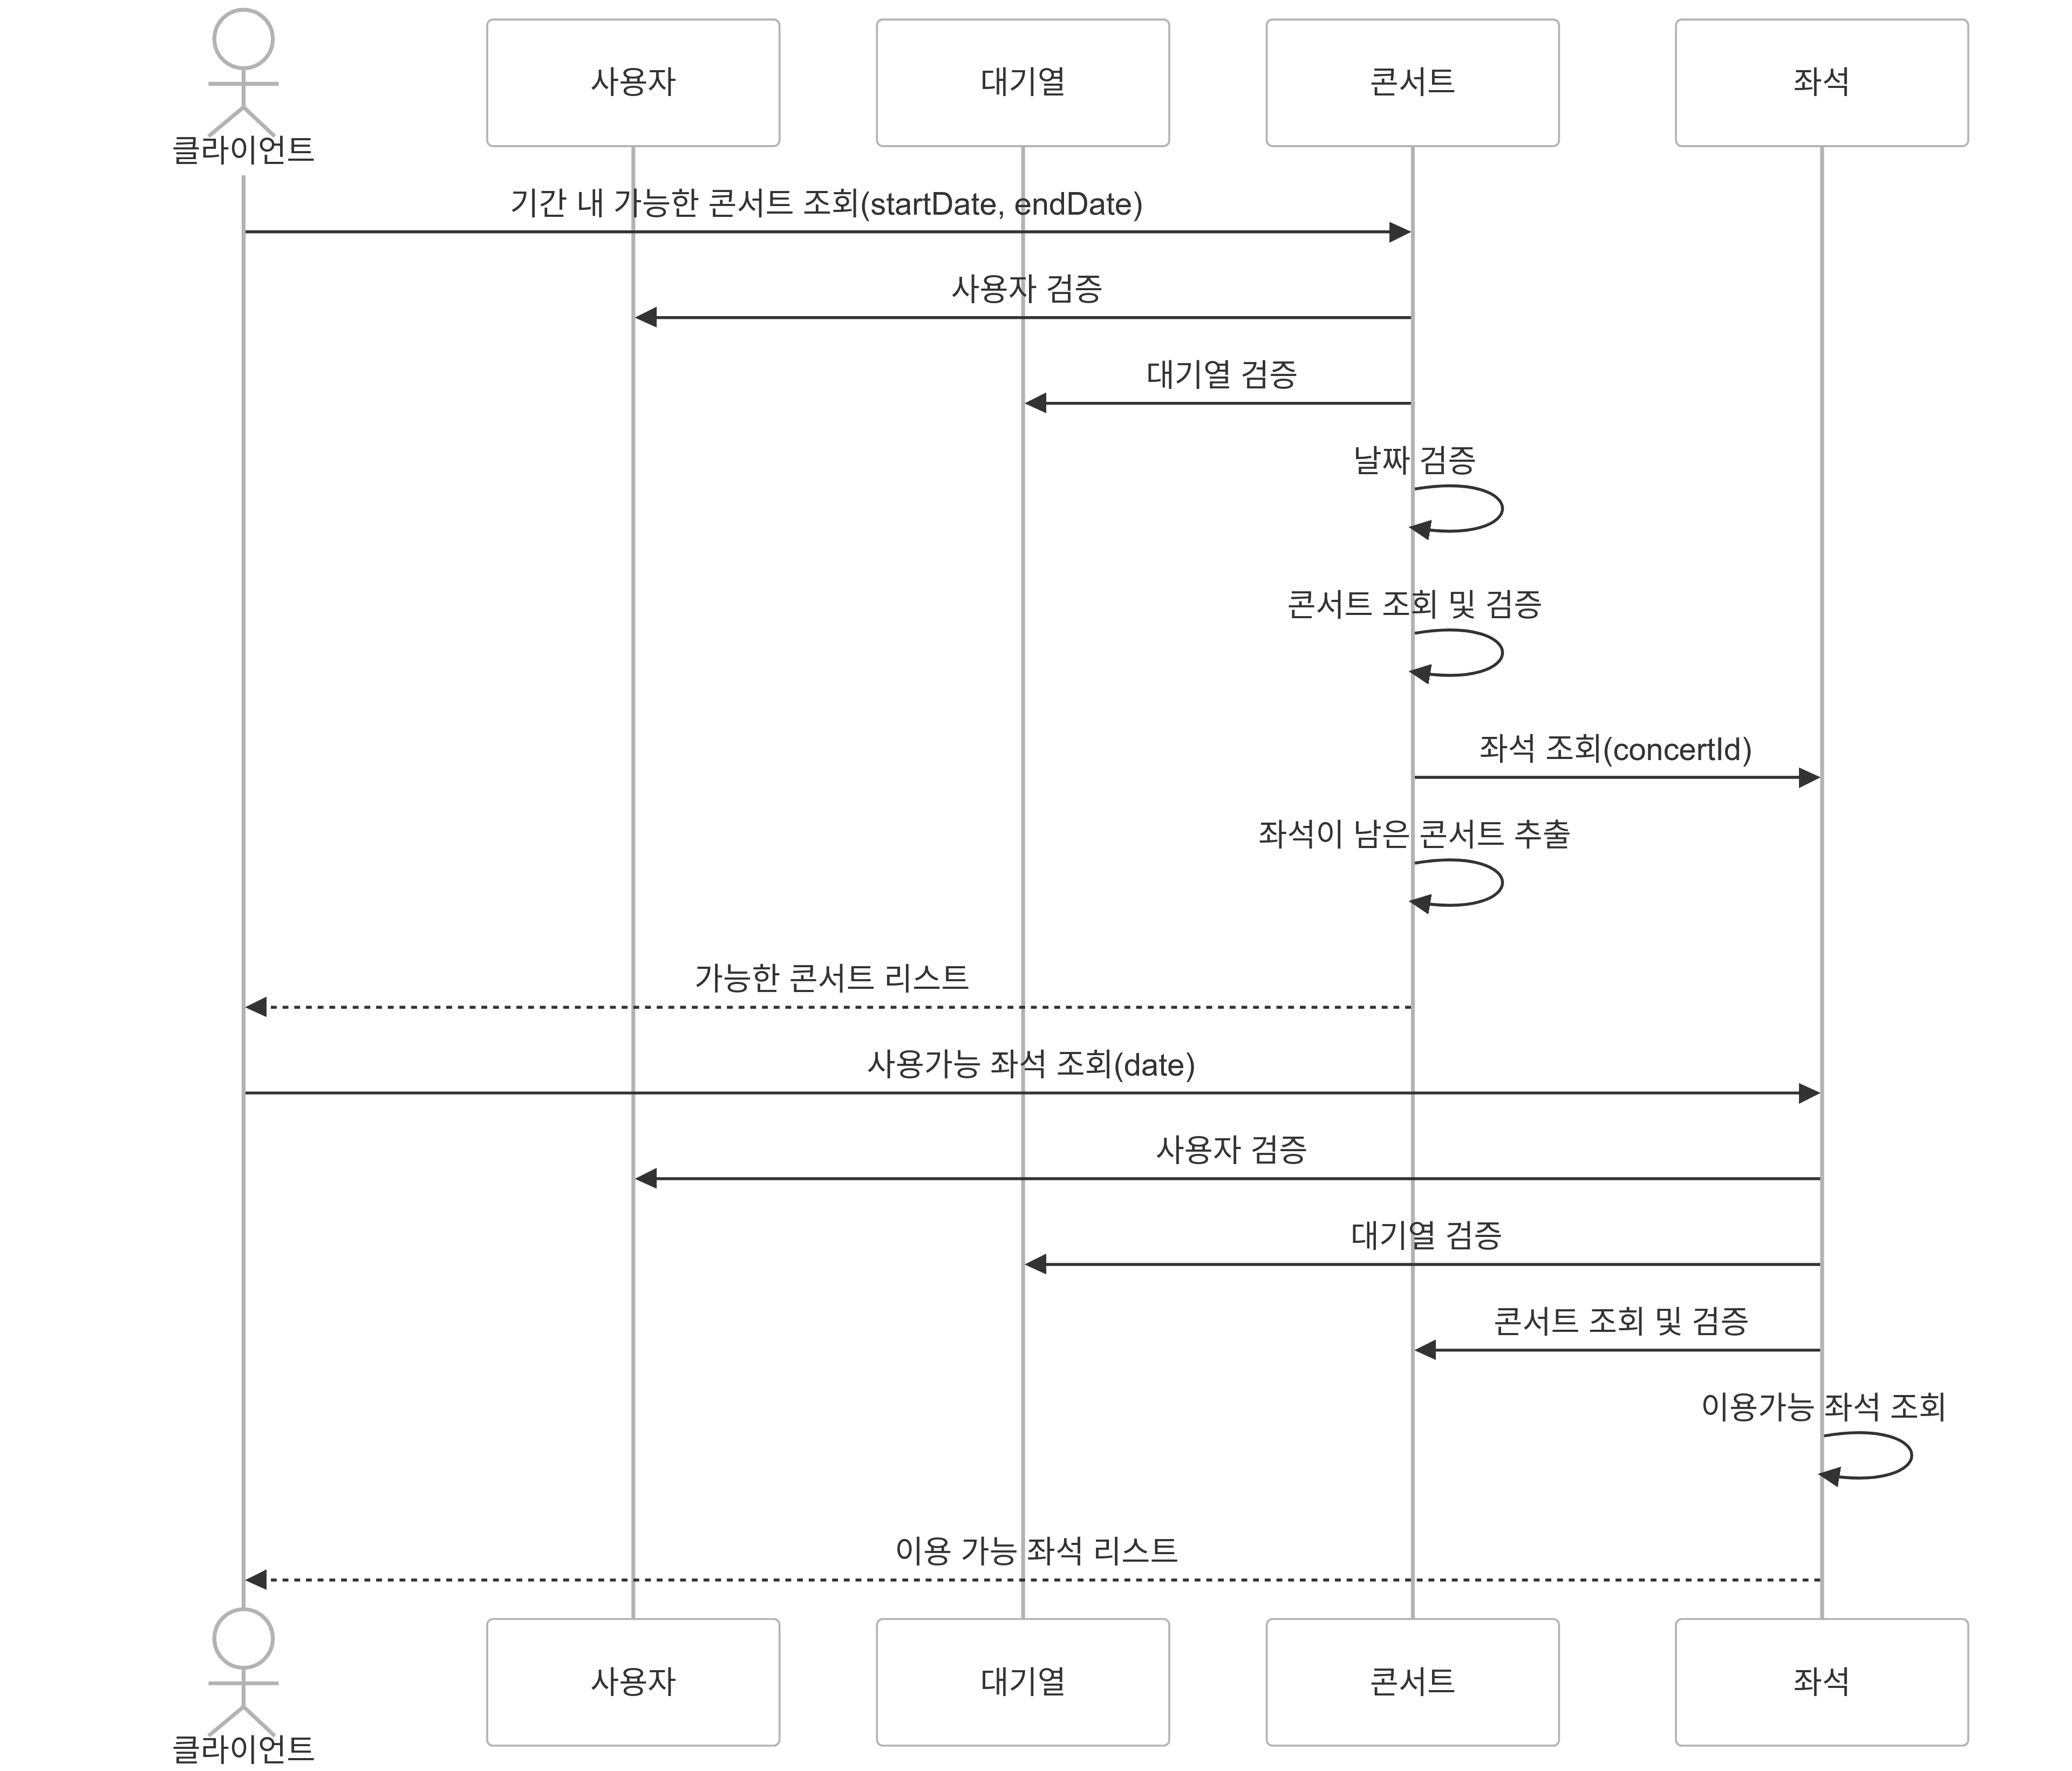 클라이언트
사용자
대기열
콘서트
좌석
기간 내 가능한 콘서트 조회(startDate, endDate)
사용자 검증
대기열 검증
날짜 검증
콘서트 조회 및 검증
좌석 조회(concertId)
좌석이 남은 콘서트 추출
가능한 콘서트 리스트
사용가능 좌석 조회(date)
사용자 검증
대기열 검증
콘서트 조회 및 검증
이용가능 좌석 조회
이용 가능 좌석 리스트
클라이언트
사용자
대기열
콘서트
좌석